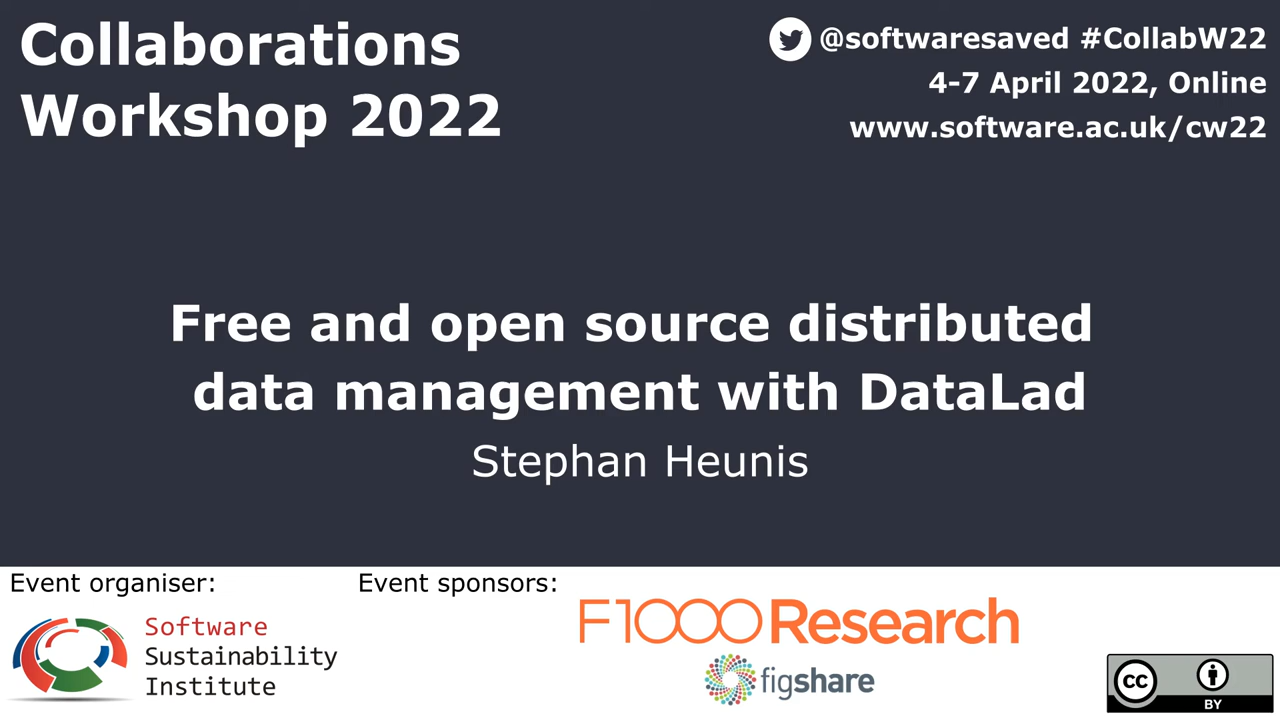 Collaborations
Workshop 2022
@softwaresaved #CollabW22
4-7 April 2022, Online
www.software.ac.uk/cw22
Free and open source distributed
data management with DataLad
Stephan Heunis
Event organiser:
Software
Sustainability
Institute
Event sponsors:
F1000Research
figshare
CC
BY